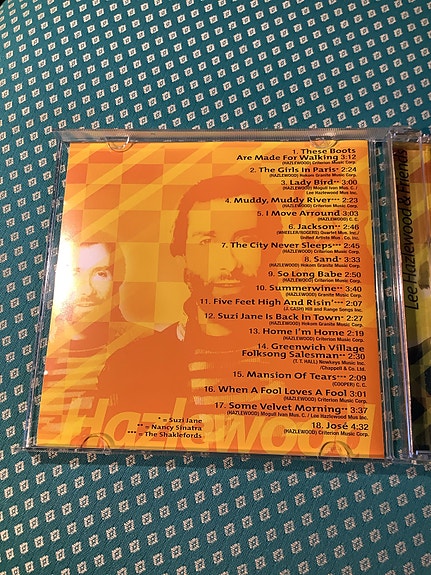 1. These Boots
Are Made For Walking 3:12
(HAZLEWOOD) Criterion Music Corp.
2. The Girls In Paris* 2:24
(HAZLEWOOD) Hokom Granite Music Corp.
3. Lady Bird** 3:00
(HAZLEWOOD) Mogull Ivan Mus. C /
Lee Hazlewood Mus Inc.
4. Muddy, Muddy River*** 2:23
(HAZLEWOOD) Criterion Music Corp.
5. I Move Arround 3:03
(HAZLEWOOD) C. C.
6. Jackson** 2:46
(WHEELER/ROGERS) Quartet Mus. Inc./
United Artists Mus. Co. Inc.
7. The City Never Sleeps*** 2:45
(HAZLEWOOD) Criterion Music Corp.
8. Sand* 3:33
(HAZLEWOOD) Hokom Granite Music Corp.
9. So Long Babe 2:50
(HAZLEWOOD) Criterion Music Corp.
10. Summerwine** 3:40
(HAZLEWOOD) Granite Music Corp.
11. Five Feet High And Risin'*** 2:07
(J. CASH) Hill and Range Songs Inc.
12. Suzi Jane Is Back In Town* 2:27
(HAZLEWOOD) Hokom Granite Music Corp.
13. Home I'm Home 2:19
(HAZLEWOOD) Criterion Music Corp.
14. Greenwich Village
Folksong Salesman** 2:30
(T. T. HALL) Newkeys Music Inc.
/Chappell & Co. Ltd.
15. Mansion Of Tears*** 2:09
(COOPER) C. C.
16. When A Fool Loves A Fool 3:01
(HAZLEWOOD) Criterion Music Corp.
17. Some Velvet Morning** 3:37
(HAZLEWOOD) Mogull Ivan Mus. C. / Lee Hazlewood Mus Inc.
18. José 4:32
(HAZLEWOOD) Criterion Music Corp.
* = Suzi Jane
** = Nancy Sinatra
*** = The Shaklefords
Hazlewood
Lee Hazlewood